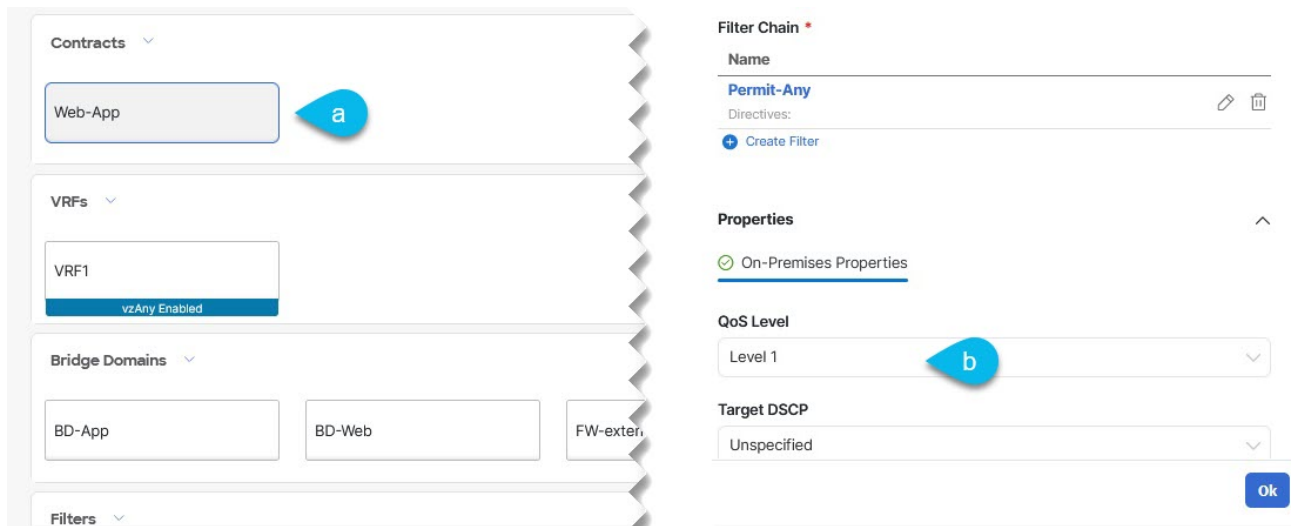 Contracts
Web-App
a
VRFs
VRF1
vzAny Enabled
Bridge Domains
BD-App
BD-Web
FW-exter
Filters
Filter Chain *
Name
Permit-Any
Directives:
Create Filter
Properties
On-Premises Properties
QoS Level
Level 1
b
Target DSCP
Unspecified
Ok